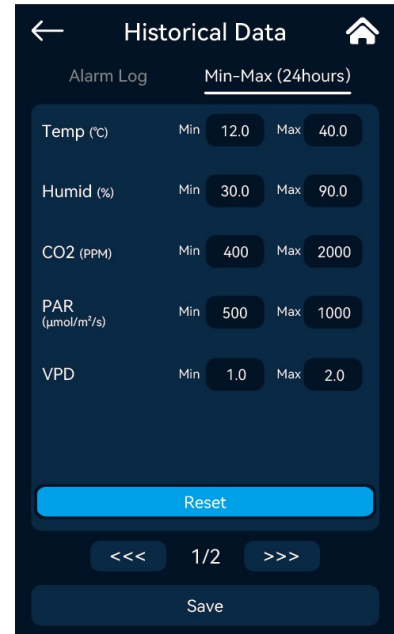 Historical Data
Alarm Log Min-Max (24hours)
Temp (℃) Min 12.0 Max 40.0
Humid (%) Min 30.0 Max 90.0
CO2 (PPM) Min 400 Max 2000
PAR
(μmol/m²/s) Min 500 Max 1000
VPD Min 1.0 Max 2.0
Reset
<<< 1/2 >>>
Save